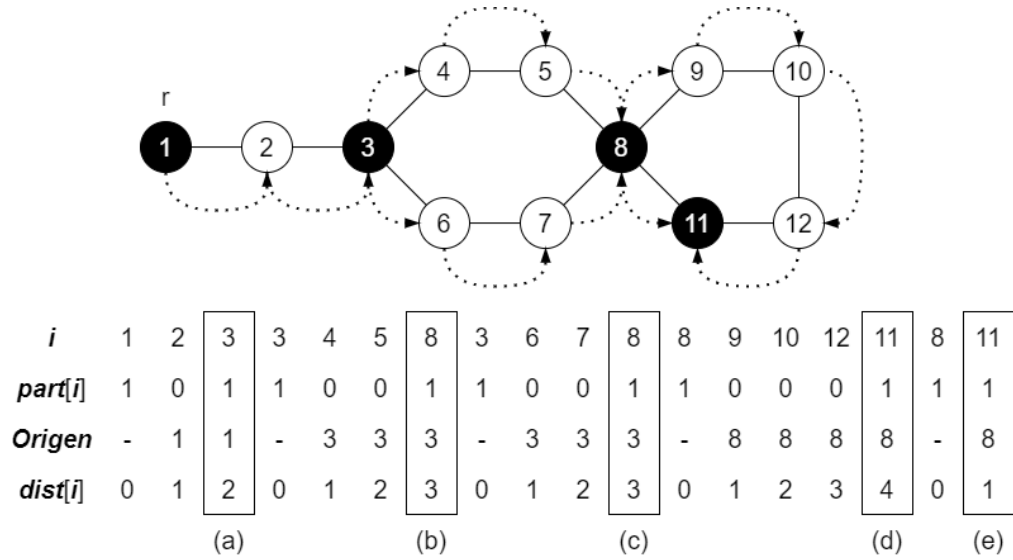 4 5 9 10
r
1 2 3 8
6 7 11 12
i 1 2 3 3 4 5 8 3 6 7 8 8 9 10 12 11 8 11
part[i] 1 0 1 1 0 0 1 1 0 0 1 1 0 0 0 1 1 1
Origen - 1 1 - 3 3 3 - 3 3 3 - 8 8 8 8 - 8
dist[i] 0 1 2 0 1 2 3 0 1 2 3 0 1 2 3 4 0 1
(a) (b) (c) (d) (e)